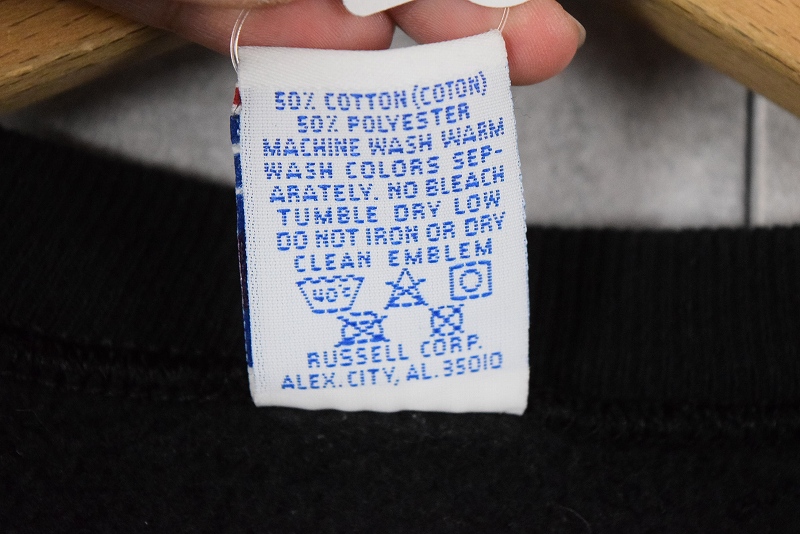 50% COTTON (COTON)
50% POLYESTER
MACHINE WASH WARM
WASH COLORS SEP-
ARATELY. NO BLEACH
TUMBLE DRY LOW
DO NOT IRON OR DRY
CLEAN EMBLEM
40°C
RUSSELL CORP.
ALEX. CITY, AL. 35010